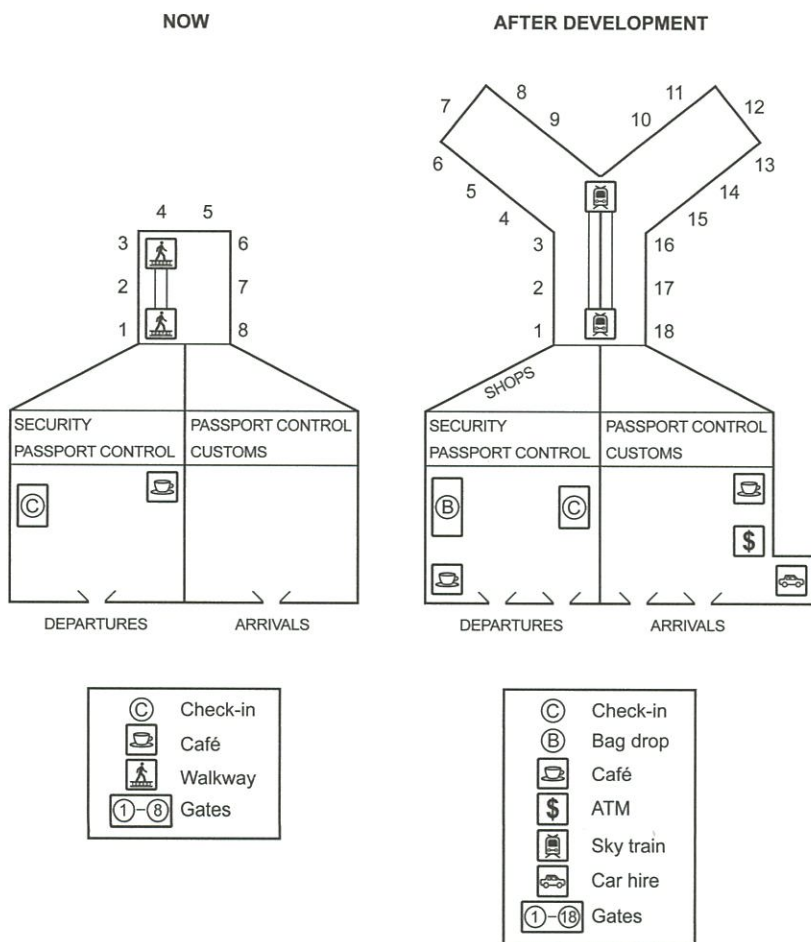 NOW
4 5
3 6
2 7
1 8
SECURITY
PASSPORT CONTROL
PASSPORT CONTROL
CUSTOMS
C
DEPARTURES
ARRIVALS
C Check-in
Café
Walkway
1–8 Gates
AFTER DEVELOPMENT
8 11
7 9 10 12
6 13
5 14
4 15
3 16
2 17
1 18
SHOPS
SECURITY
PASSPORT CONTROL
PASSPORT CONTROL
CUSTOMS
B
C
$
DEPARTURES
ARRIVALS
C Check-in
B Bag drop
Café
$ ATM
Sky train
Car hire
1–18 Gates